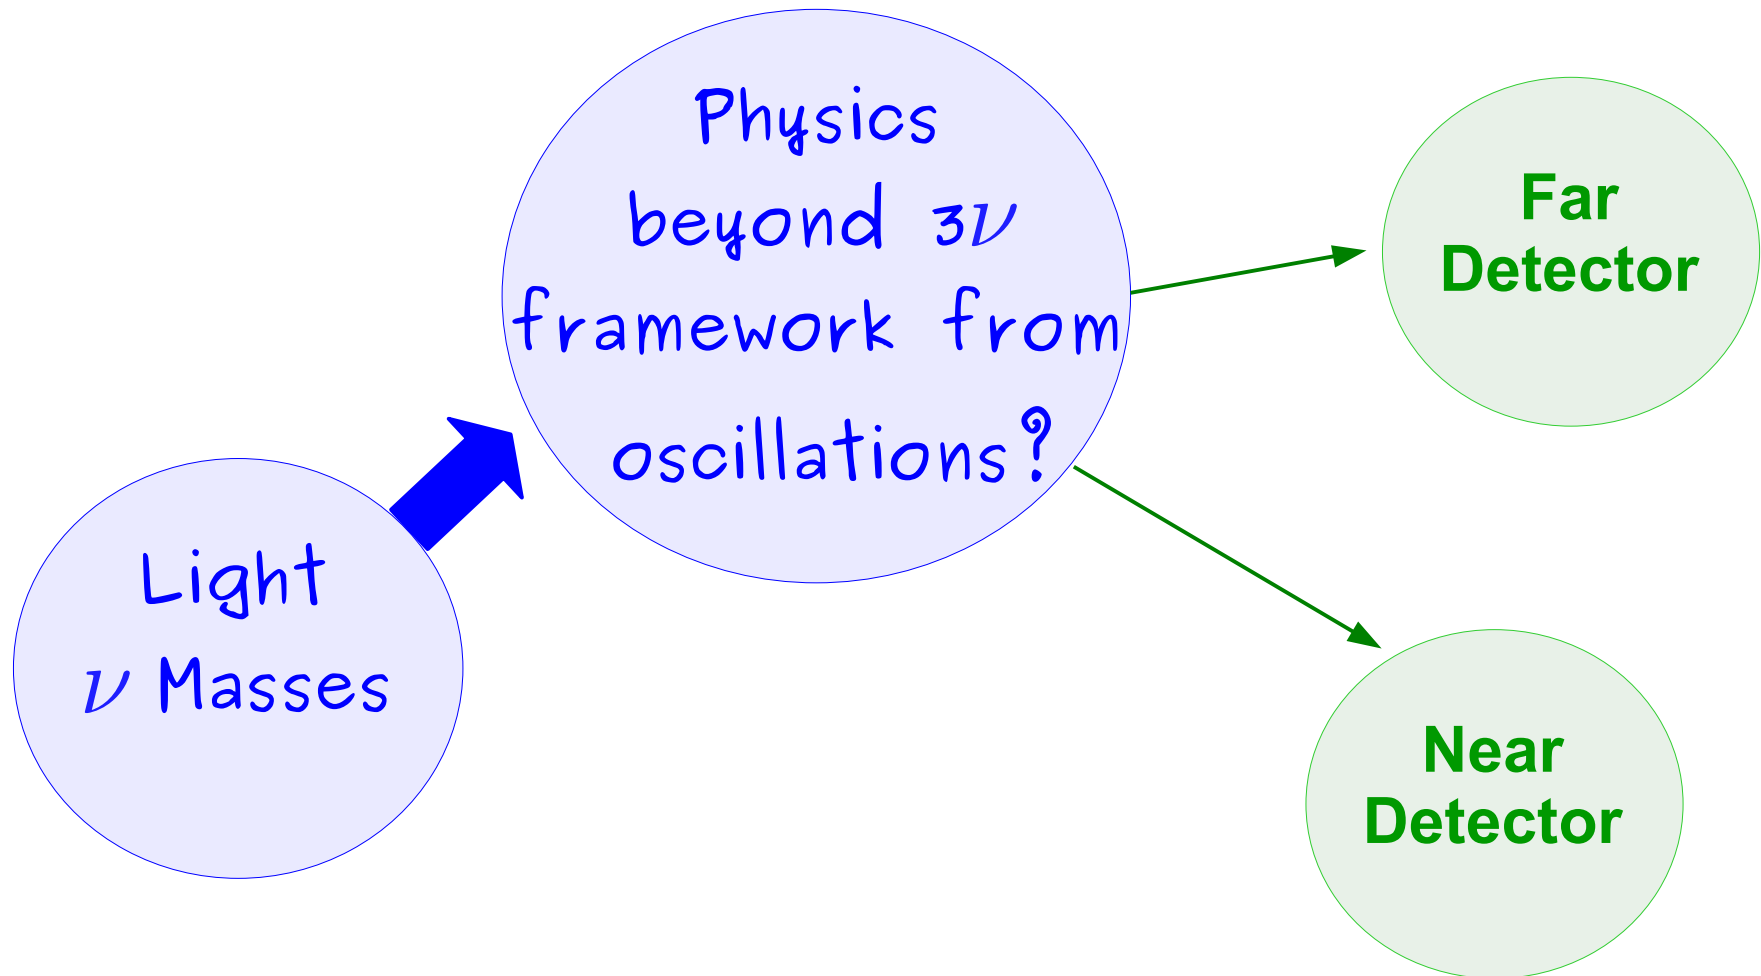 Physics
beyond 3ν
framework from
oscillations?
Far
Detector
Light
ν Masses
Near
Detector